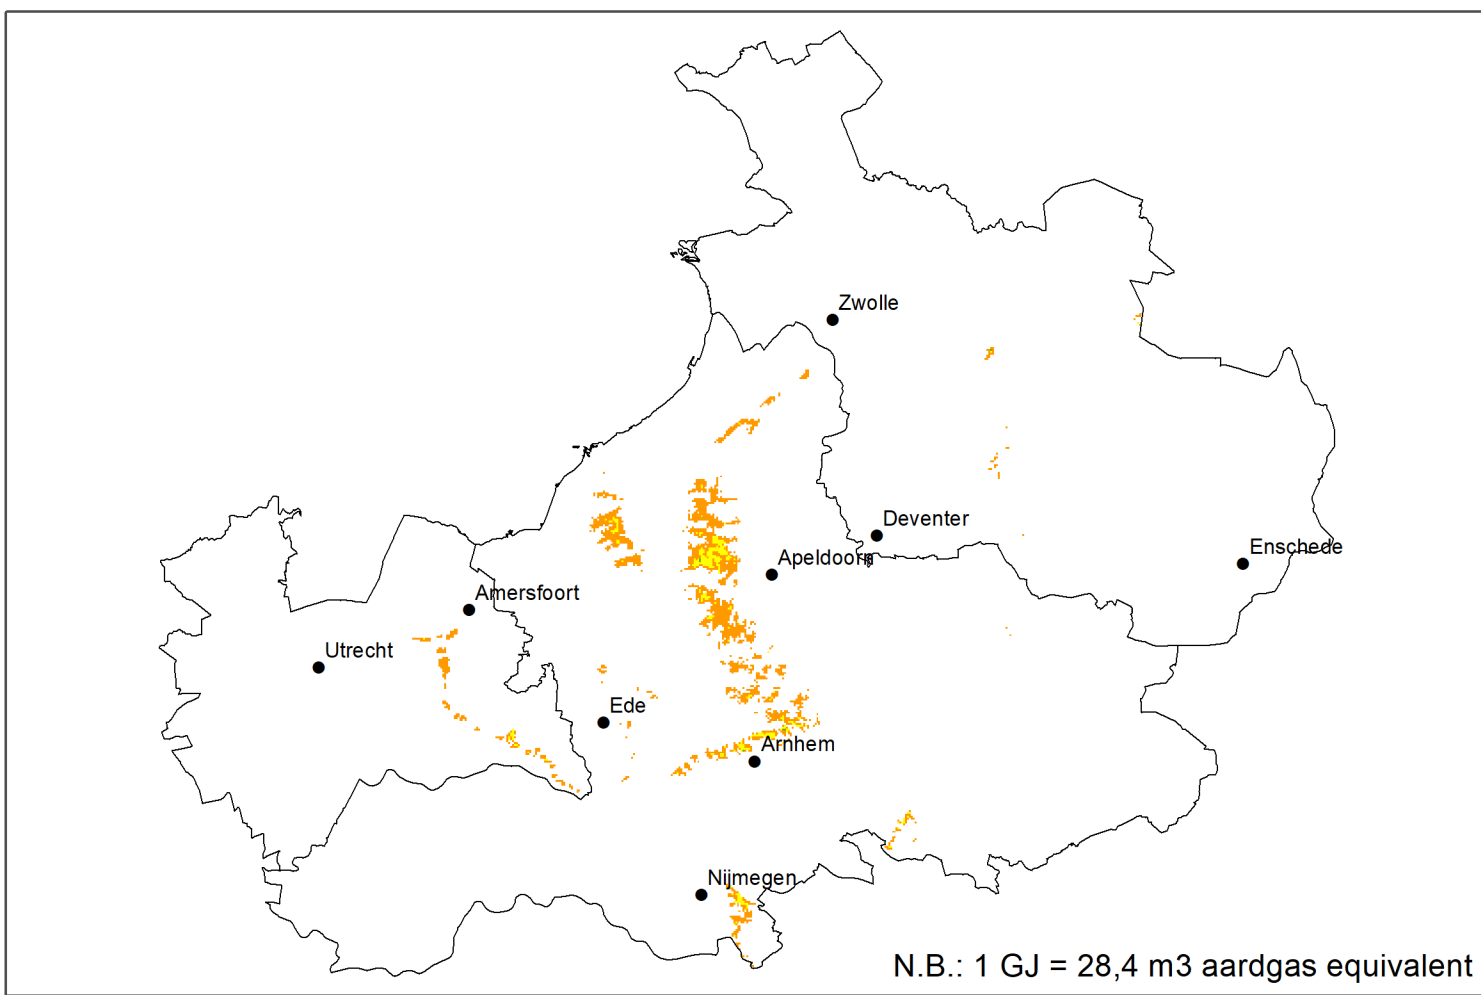 Zwolle
Deventer
Enschede
Apeldoorn
Amersfoort
Utrecht
Ede
Arnhem
Nijmegen
N.B.: 1 GJ = 28,4 m3 aardgas equivalent